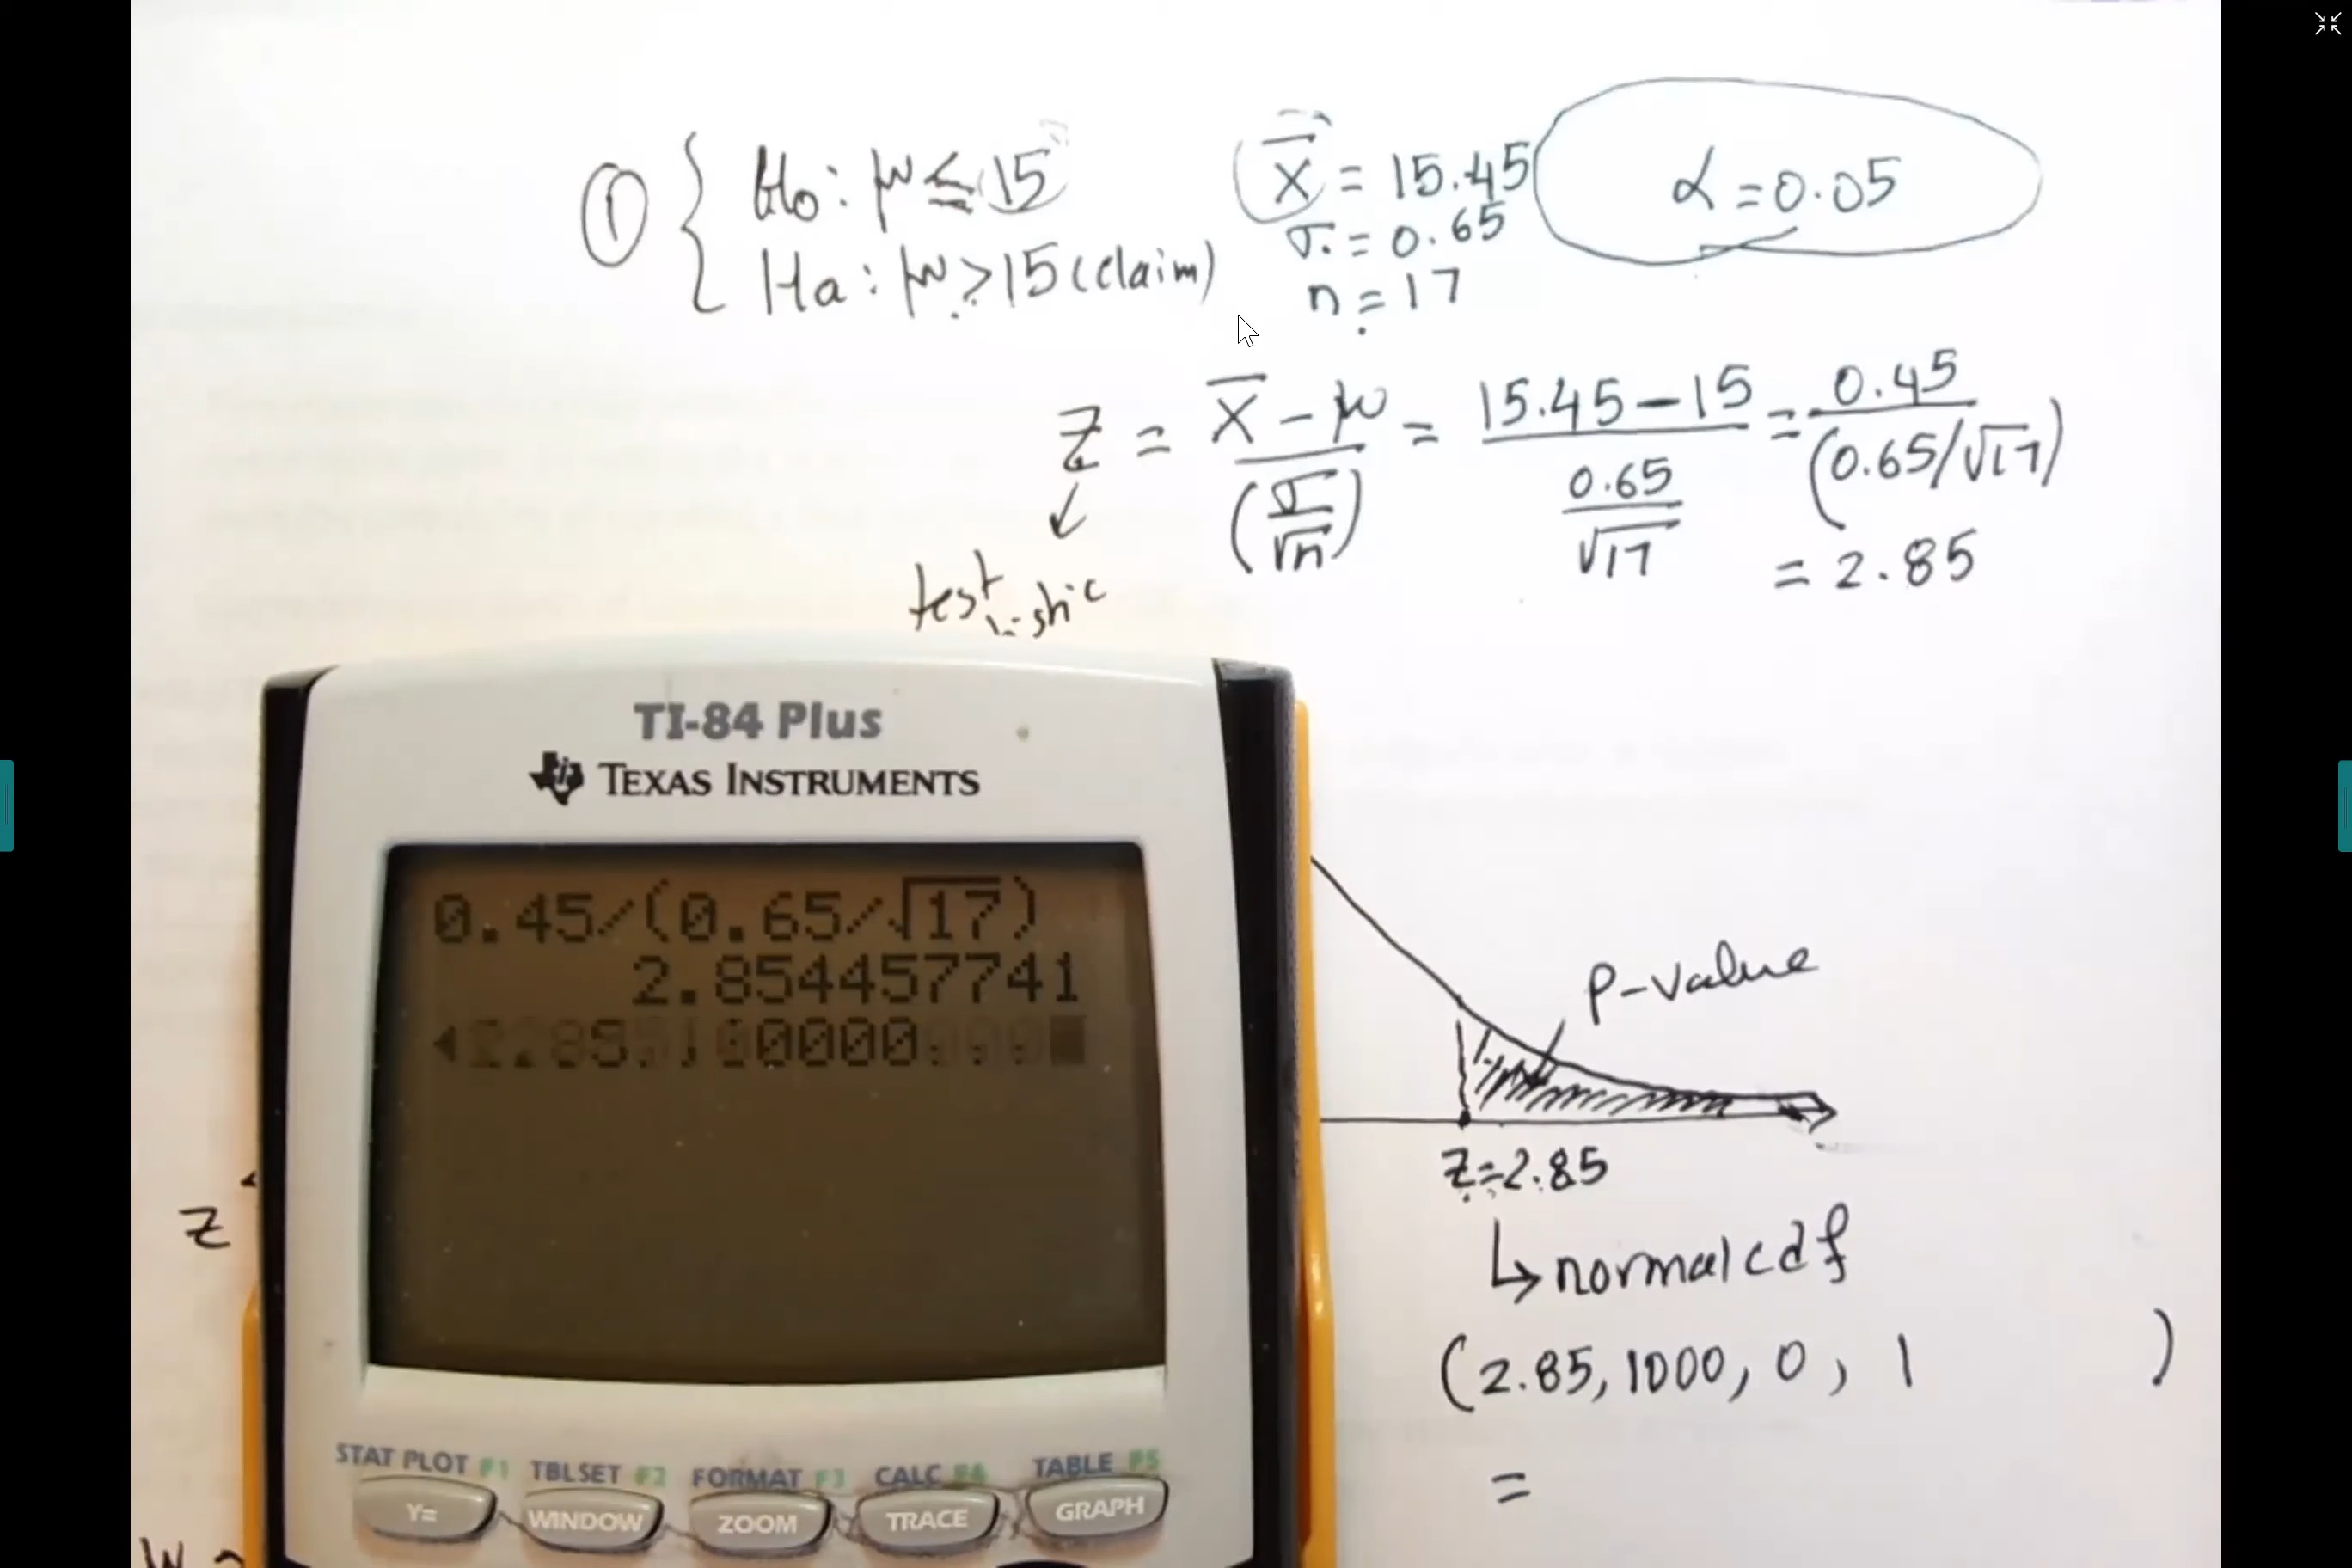 ① { Ho: μ ≤ 15
Ha: μ > 15 (claim)
x̄ = 15.45
σ = 0.65
n = 17
α = 0.05
Z = (x̄ - μ)/(σ/√n) = (15.45 - 15)/(0.65/√17) = 0.45/(0.65/√17)
= 2.85
test
TI-84 Plus
TEXAS INSTRUMENTS
0.45/(0.65/√17)
2.854457741
P-value
Z = 2.85
↳ normalcdf
(2.85, 1000, 0, 1 )
=
Z
STAT PLOT F1 TBLSET F2 FORMAT F3 CALC F4 TABLE F5
Y= WINDOW ZOOM TRACE GRAPH